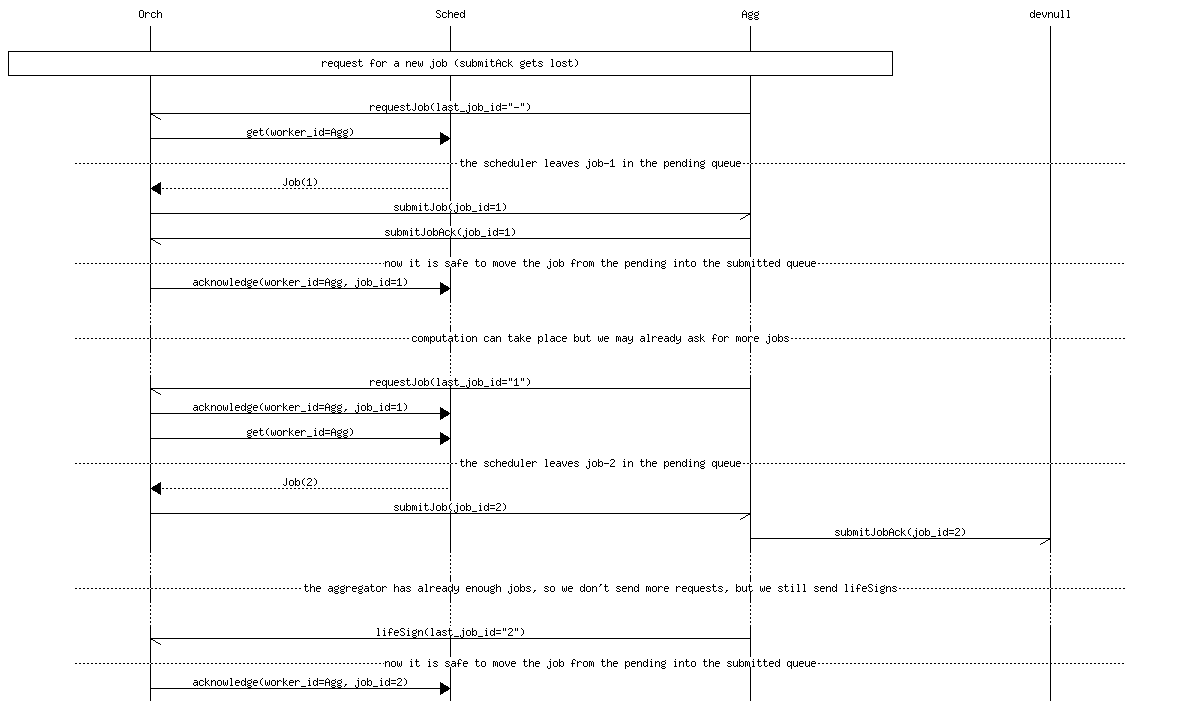 Orch Sched Agg devnull
request for a new job (submitAck gets lost)
requestJob(last_job_id="-")
get(worker_id=Agg)
the scheduler leaves job-1 in the pending queue
Job(1)
submitJob(job_id=1)
submitJobAck(job_id=1)
now it is safe to move the job from the pending into the submitted queue
acknowledge(worker_id=Agg, job_id=1)
computation can take place but we may already ask for more jobs
requestJob(last_job_id="1")
acknowledge(worker_id=Agg, job_id=1)
get(worker_id=Agg)
the scheduler leaves job-2 in the pending queue
Job(2)
submitJob(job_id=2)
submitJobAck(job_id=2)
the aggregator has already enough jobs, so we don't send more requests, but we still send lifeSigns
lifeSign(last_job_id="2")
now it is safe to move the job from the pending into the submitted queue
acknowledge(worker_id=Agg, job_id=2)